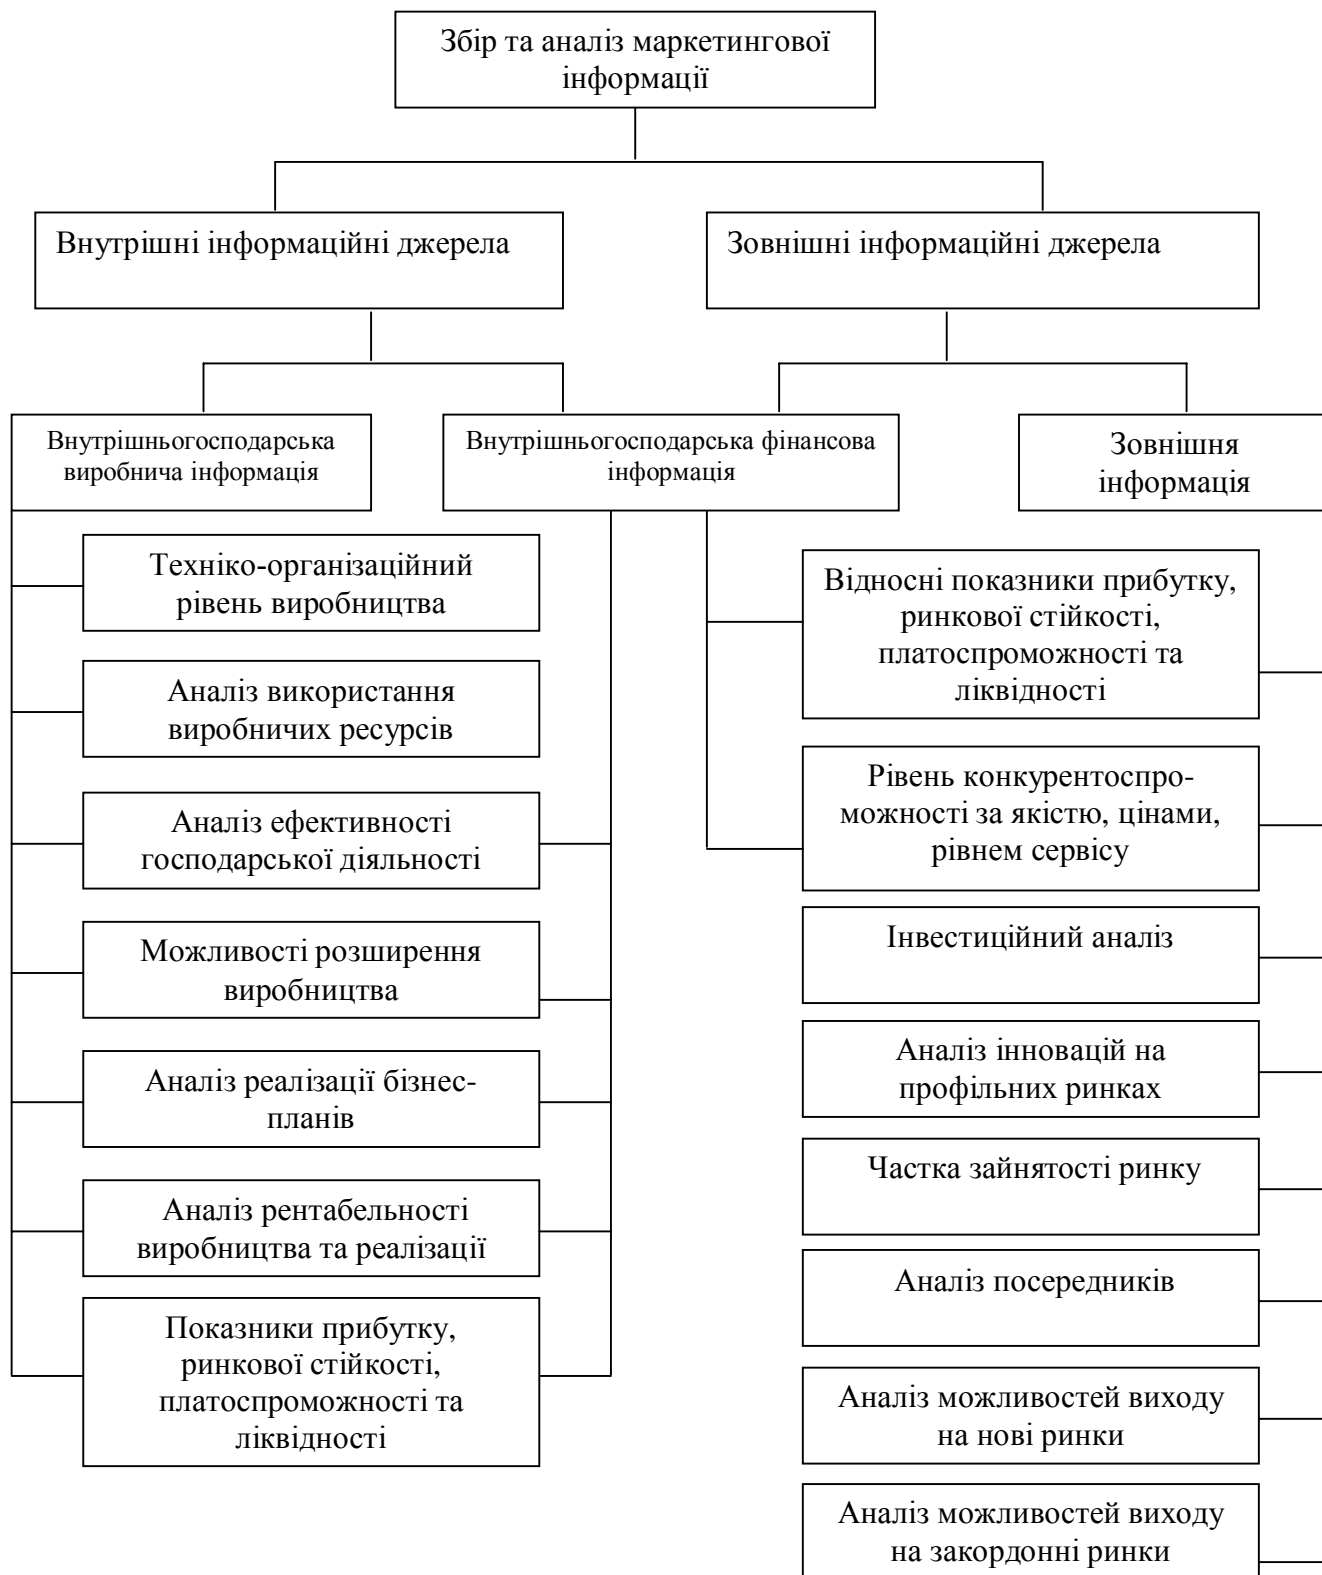 Збір та аналіз маркетингової
інформації
Внутрішні інформаційні джерела
Зовнішні інформаційні джерела
Внутрішньогосподарська
виробнича інформація
Внутрішньогосподарська фінансова
інформація
Зовнішня
інформація
Техніко-організаційний
рівень виробництва
Аналіз використання
виробничих ресурсів
Аналіз ефективності
господарської діяльності
Можливості розширення
виробництва
Аналіз реалізації бізнес-
планів
Аналіз рентабельності
виробництва та реалізації
Показники прибутку,
ринкової стійкості,
платоспроможності та
ліквідності
Відносні показники прибутку,
ринкової стійкості,
платоспроможності та
ліквідності
Рівень конкурентоспро-
можності за якістю, цінами,
рівнем сервісу
Інвестиційний аналіз
Аналіз інновацій на
профільних ринках
Частка зайнятості ринку
Аналіз посередників
Аналіз можливостей виходу
на нові ринки
Аналіз можливостей виходу
на закордонні ринки